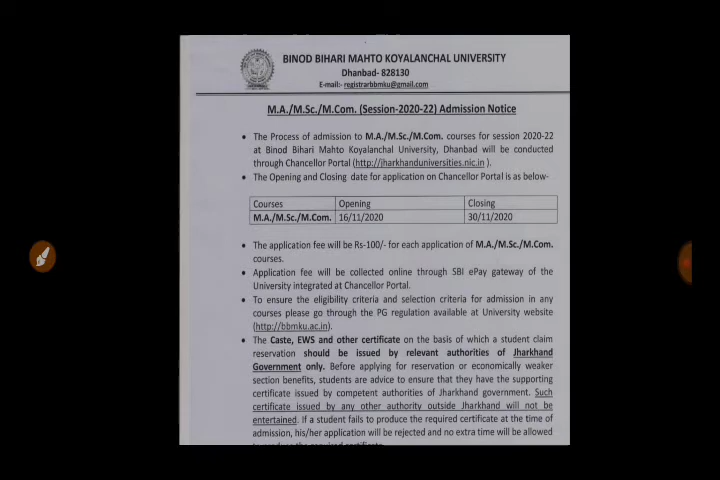 BINOD BIHARI MAHTO KOYALANCHAL UNIVERSITY
Dhanbad- 828130
E-mail:- registrarbbmku@gmail.com
M.A./M.Sc./M.Com. (Session-2020-22) Admission Notice
• The Process of admission to M.A./M.Sc./M.Com. courses for session 2020-22
at Binod Bihari Mahto Koyalanchal University, Dhanbad will be conducted
through Chancellor Portal (http://jharkhanduniversities.nic.in ).
• The Opening and Closing date for application on Chancellor Portal is as below-
Courses Opening Closing
M.A./M.Sc./M.Com. 16/11/2020 30/11/2020
• The application fee will be Rs-100/- for each application of M.A./M.Sc./M.Com.
courses.
• Application fee will be collected online through SBI ePay gateway of the
University integrated at Chancellor Portal.
• To ensure the eligibility criteria and selection criteria for admission in any
courses please go through the PG regulation available at University website
(http://bbmku.ac.in).
• The Caste, EWS and other certificate on the basis of which a student claim
reservation should be issued by relevant authorities of Jharkhand
Government only. Before applying for reservation or economically weaker
section benefits, students are advice to ensure that they have the supporting
certificate issued by competent authorities of Jharkhand government. Such
certificate issued by any other authority outside Jharkhand will not be
entertained. If a student fails to produce the required certificate at the time of
admission, his/her application will be rejected and no extra time will be allowed